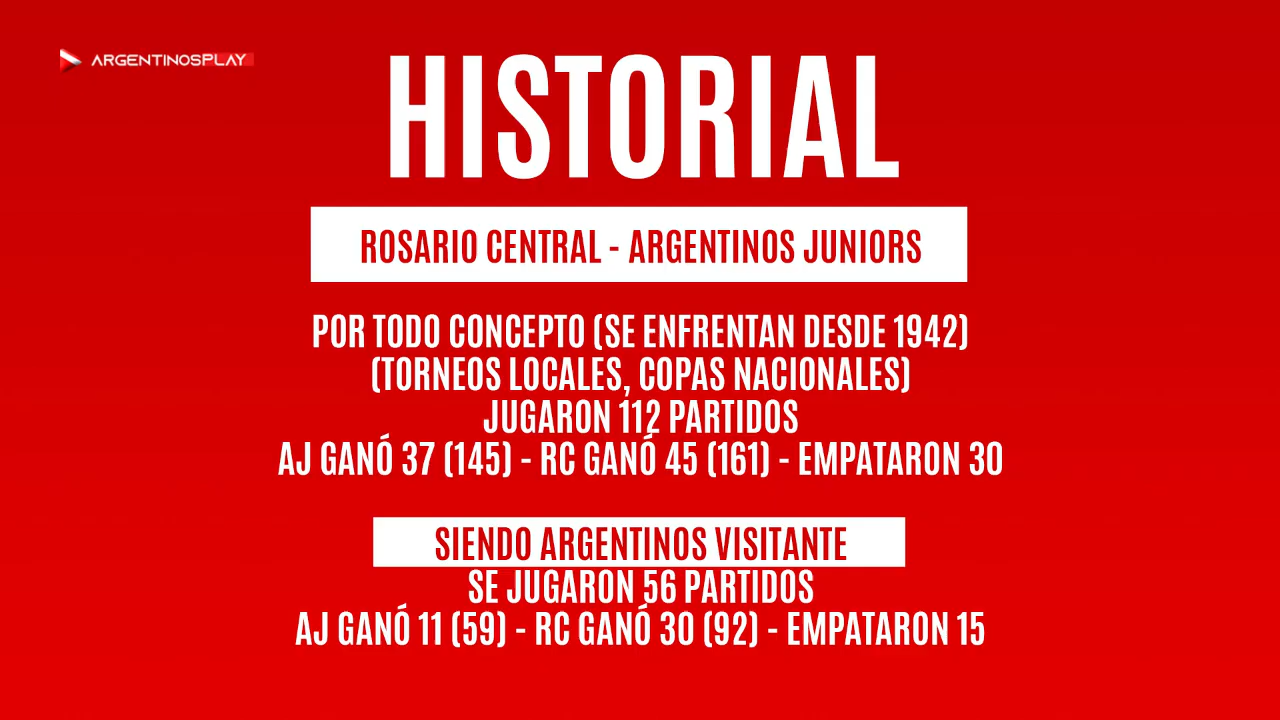 ARGENTINOSPLAY
HISTORIAL
ROSARIO CENTRAL - ARGENTINOS JUNIORS
POR TODO CONCEPTO (SE ENFRENTAN DESDE 1942)
(TORNEOS LOCALES, COPAS NACIONALES)
JUGARON 112 PARTIDOS
AJ GANÓ 37 (145) - RC GANÓ 45 (161) - EMPATARON 30
SIENDO ARGENTINOS VISITANTE
SE JUGARON 56 PARTIDOS
AJ GANÓ 11 (59) - RC GANÓ 30 (92) - EMPATARON 15